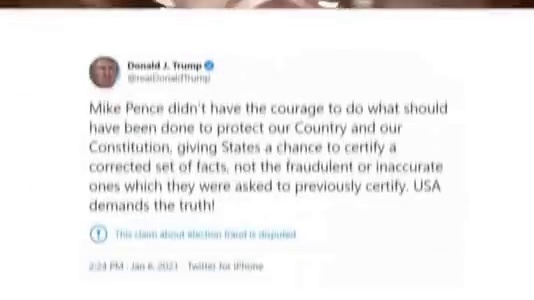 Donald J. Trump
@realDonaldTrump
Mike Pence didn't have the courage to do what should
have been done to protect our Country and our
Constitution, giving States a chance to certify a
corrected set of facts, not the fraudulent or inaccurate
ones which they were asked to previously certify. USA
demands the truth!
This claim about election fraud is disputed
2:24 PM · Jan 6, 2021 · Twitter for iPhone